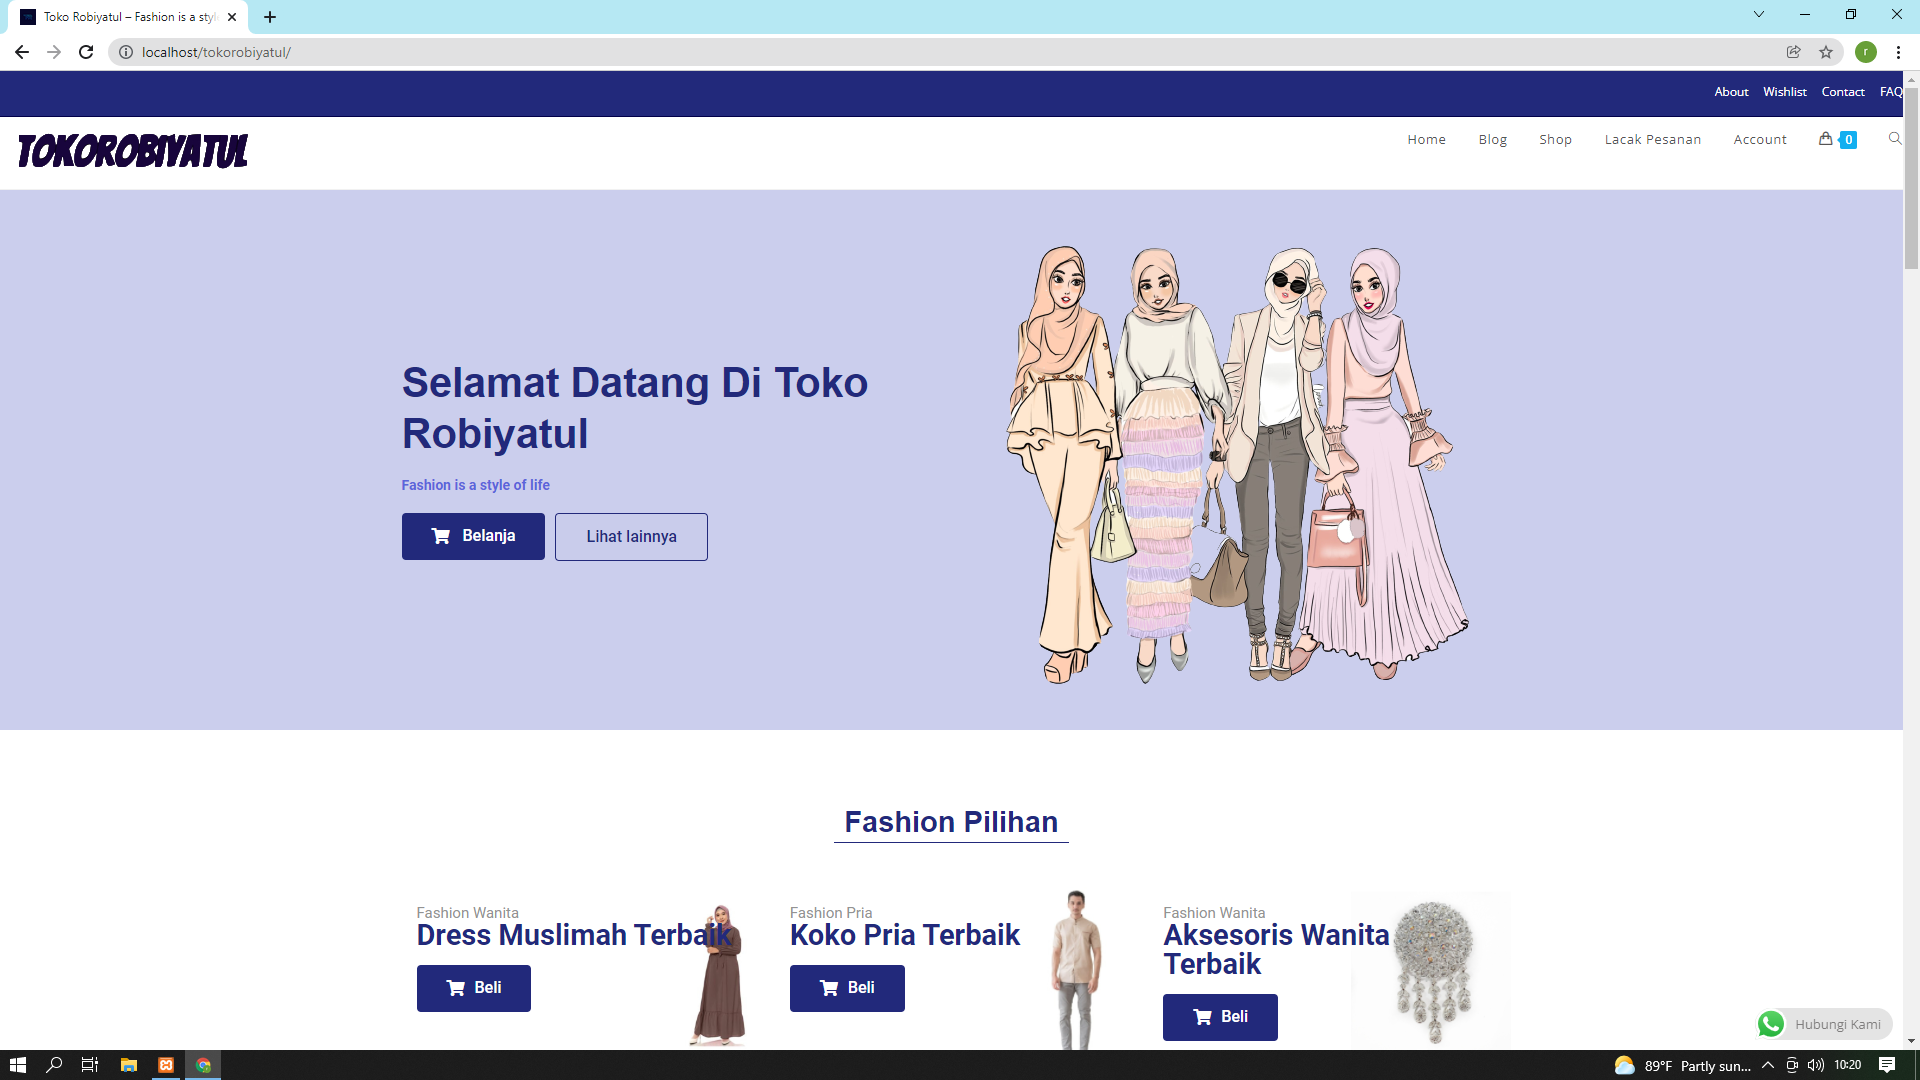 Toko Robiyatul – Fashion is a styl
localhost/tokorobiyatul/
r
About Wishlist Contact FAQ
TOKOROBIYATUL
Home Blog Shop Lacak Pesanan Account 0
Selamat Datang Di Toko
Robiyatul
Fashion is a style of life
Belanja Lihat lainnya
Fashion Pilihan
Fashion Wanita
Dress Muslimah Terbaik
Beli
Fashion Pria
Koko Pria Terbaik
Beli
Fashion Wanita
Aksesoris Wanita
Terbaik
Beli
Hubungi Kami
89°F Partly sun... 10:20